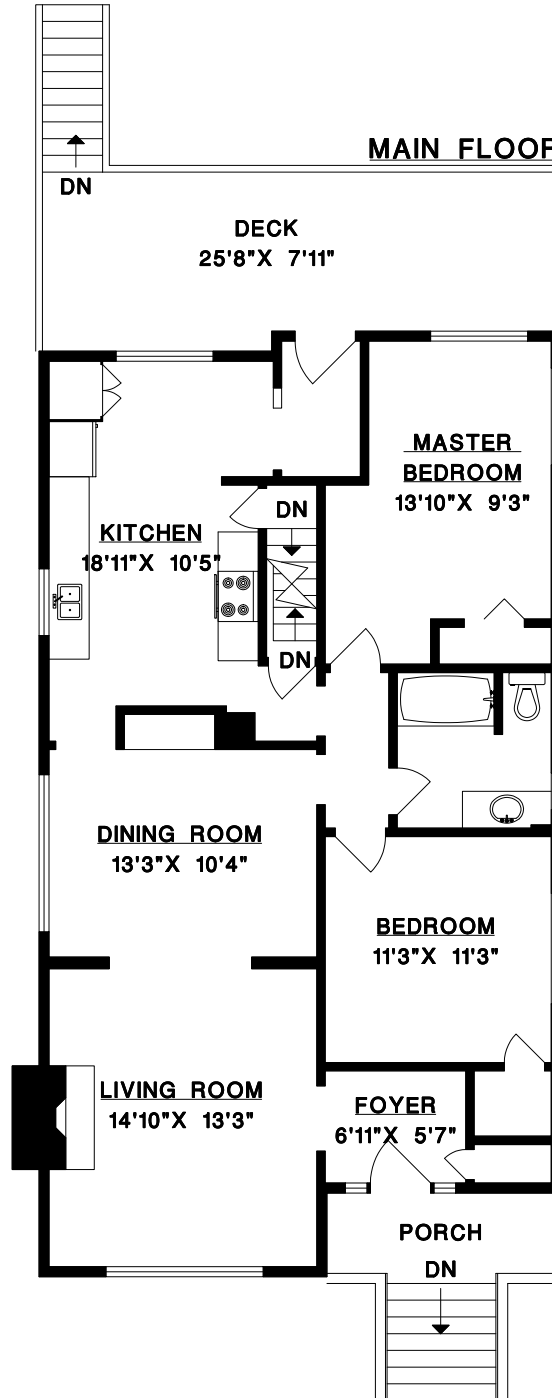 MAIN FLOOR
DN
DECK
25'8"X 7'11"
MASTER
BEDROOM
13'10"X 9'3"
DN
KITCHEN
18'11"X 10'5"
DN
DINING ROOM
13'3"X 10'4"
BEDROOM
11'3"X 11'3"
LIVING ROOM
14'10"X 13'3"
FOYER
6'11"X 5'7"
PORCH
DN